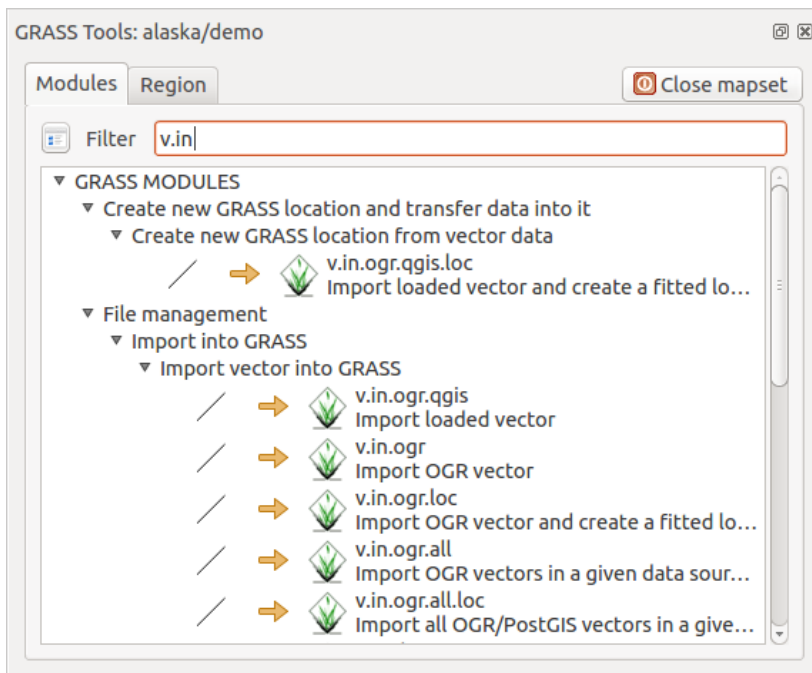 GRASS Tools: alaska/demo
Modules
Region
Close mapset
Filter
v.in
GRASS MODULES
Create new GRASS location and transfer data into it
Create new GRASS location from vector data
v.in.ogr.qgis.loc
Import loaded vector and create a fitted lo...
File management
Import into GRASS
Import vector into GRASS
v.in.ogr.qgis
Import loaded vector
v.in.ogr
Import OGR vector
v.in.ogr.loc
Import OGR vector and create a fitted lo...
v.in.ogr.all
Import OGR vectors in a given data sour...
v.in.ogr.all.loc
Import all OGR/PostGIS vectors in a give...